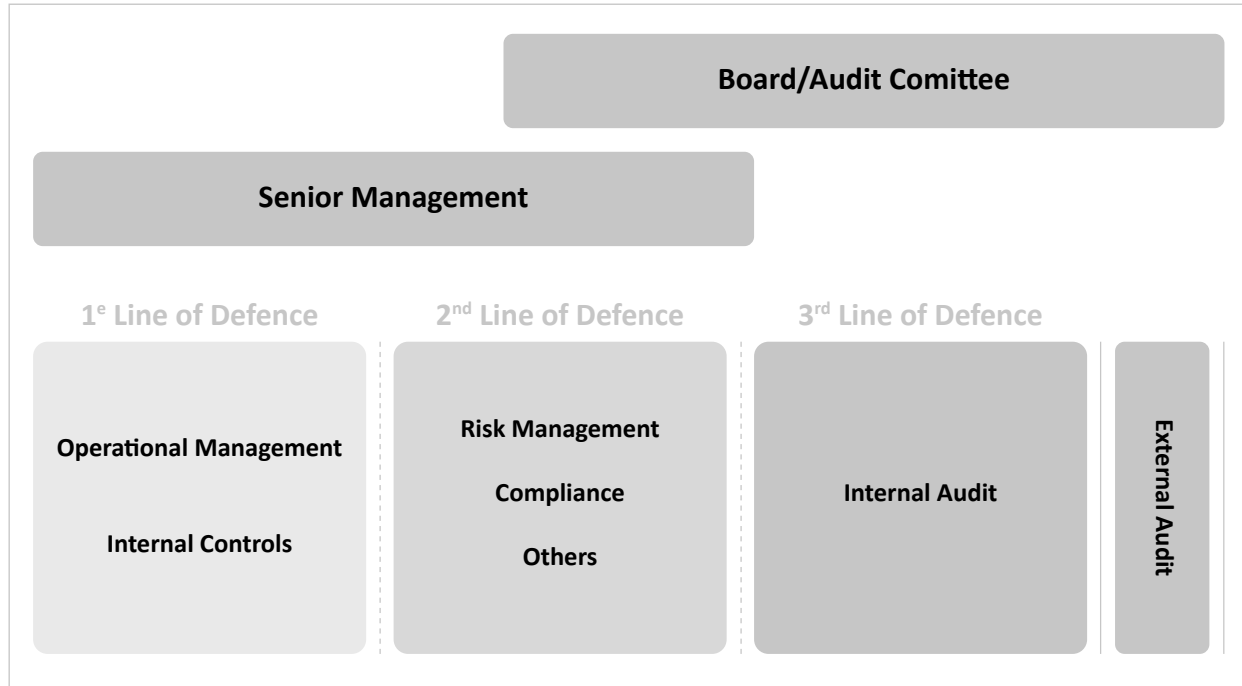 Board/Audit Comittee
Senior Management
1e Line of Defence
2nd Line of Defence
3rd Line of Defence
Operational Management
Internal Controls
Risk Management
Compliance
Others
Internal Audit
External Audit